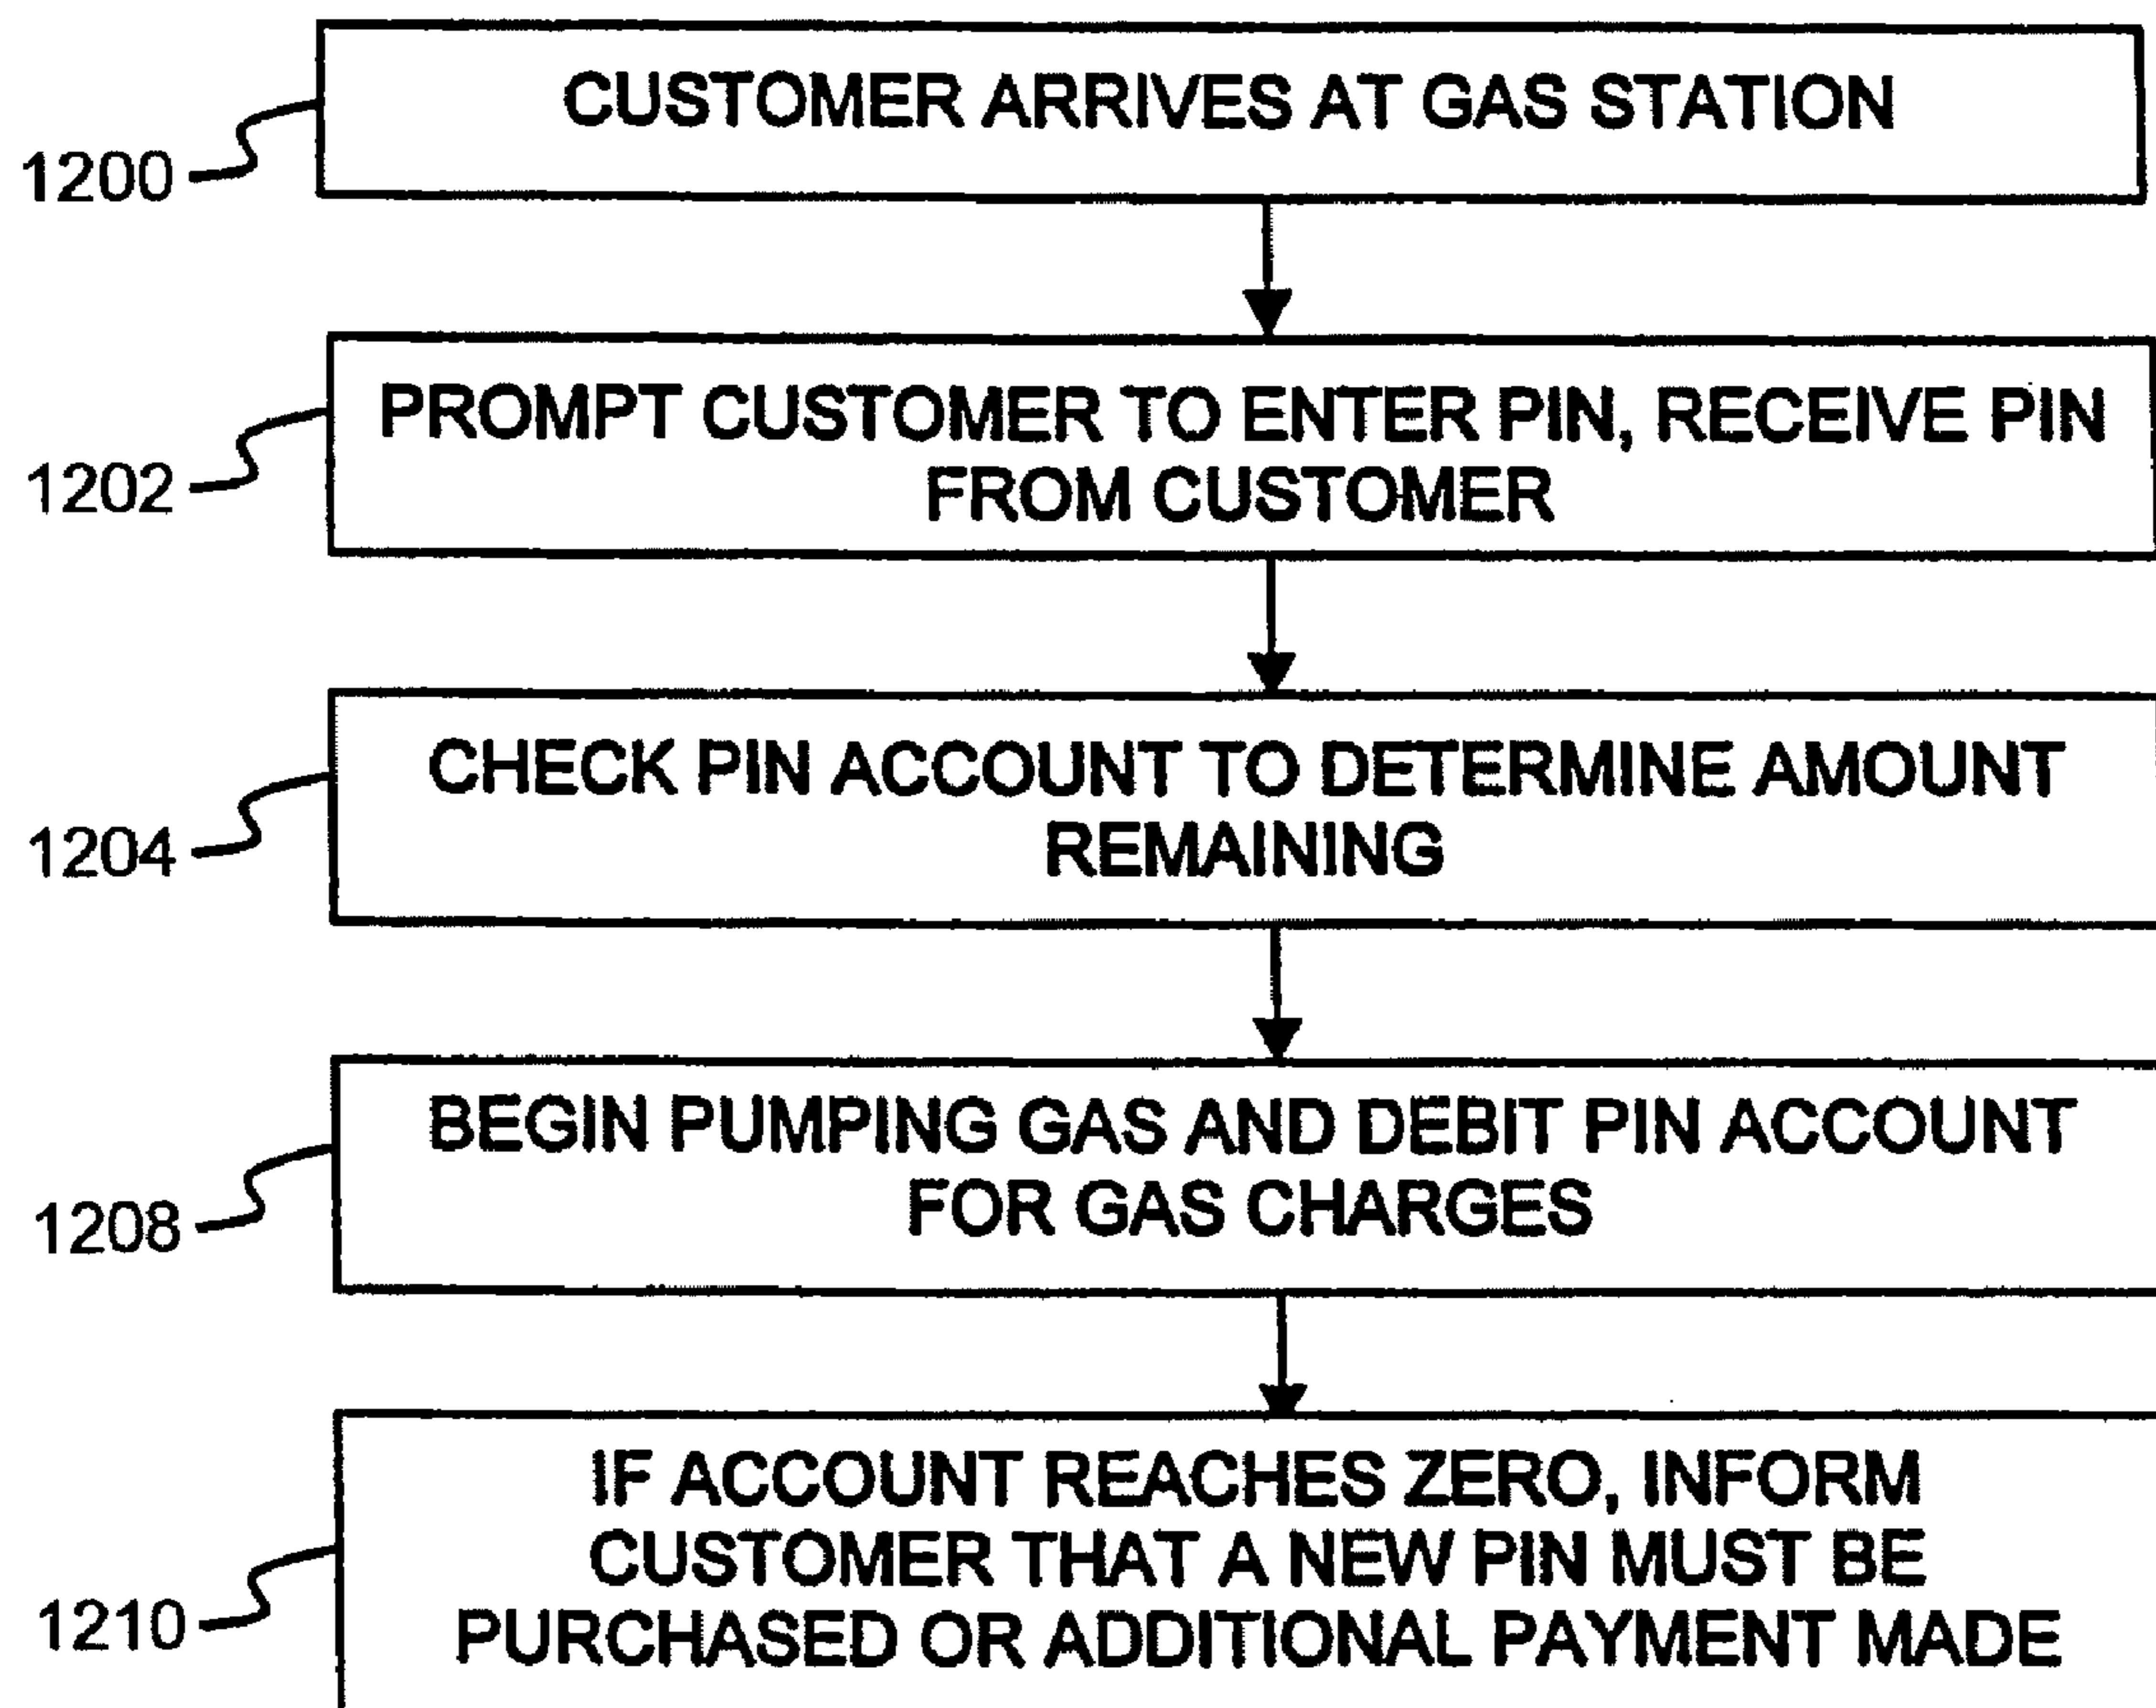 CUSTOMER ARRIVES AT GAS STATION
1200
PROMPT CUSTOMER TO ENTER PIN, RECEIVE PIN
FROM CUSTOMER
1202
CHECK PIN ACCOUNT TO DETERMINE AMOUNT
REMAINING
1204
BEGIN PUMPING GAS AND DEBIT PIN ACCOUNT
FOR GAS CHARGES
1208
IF ACCOUNT REACHES ZERO, INFORM
CUSTOMER THAT A NEW PIN MUST BE
PURCHASED OR ADDITIONAL PAYMENT MADE
1210